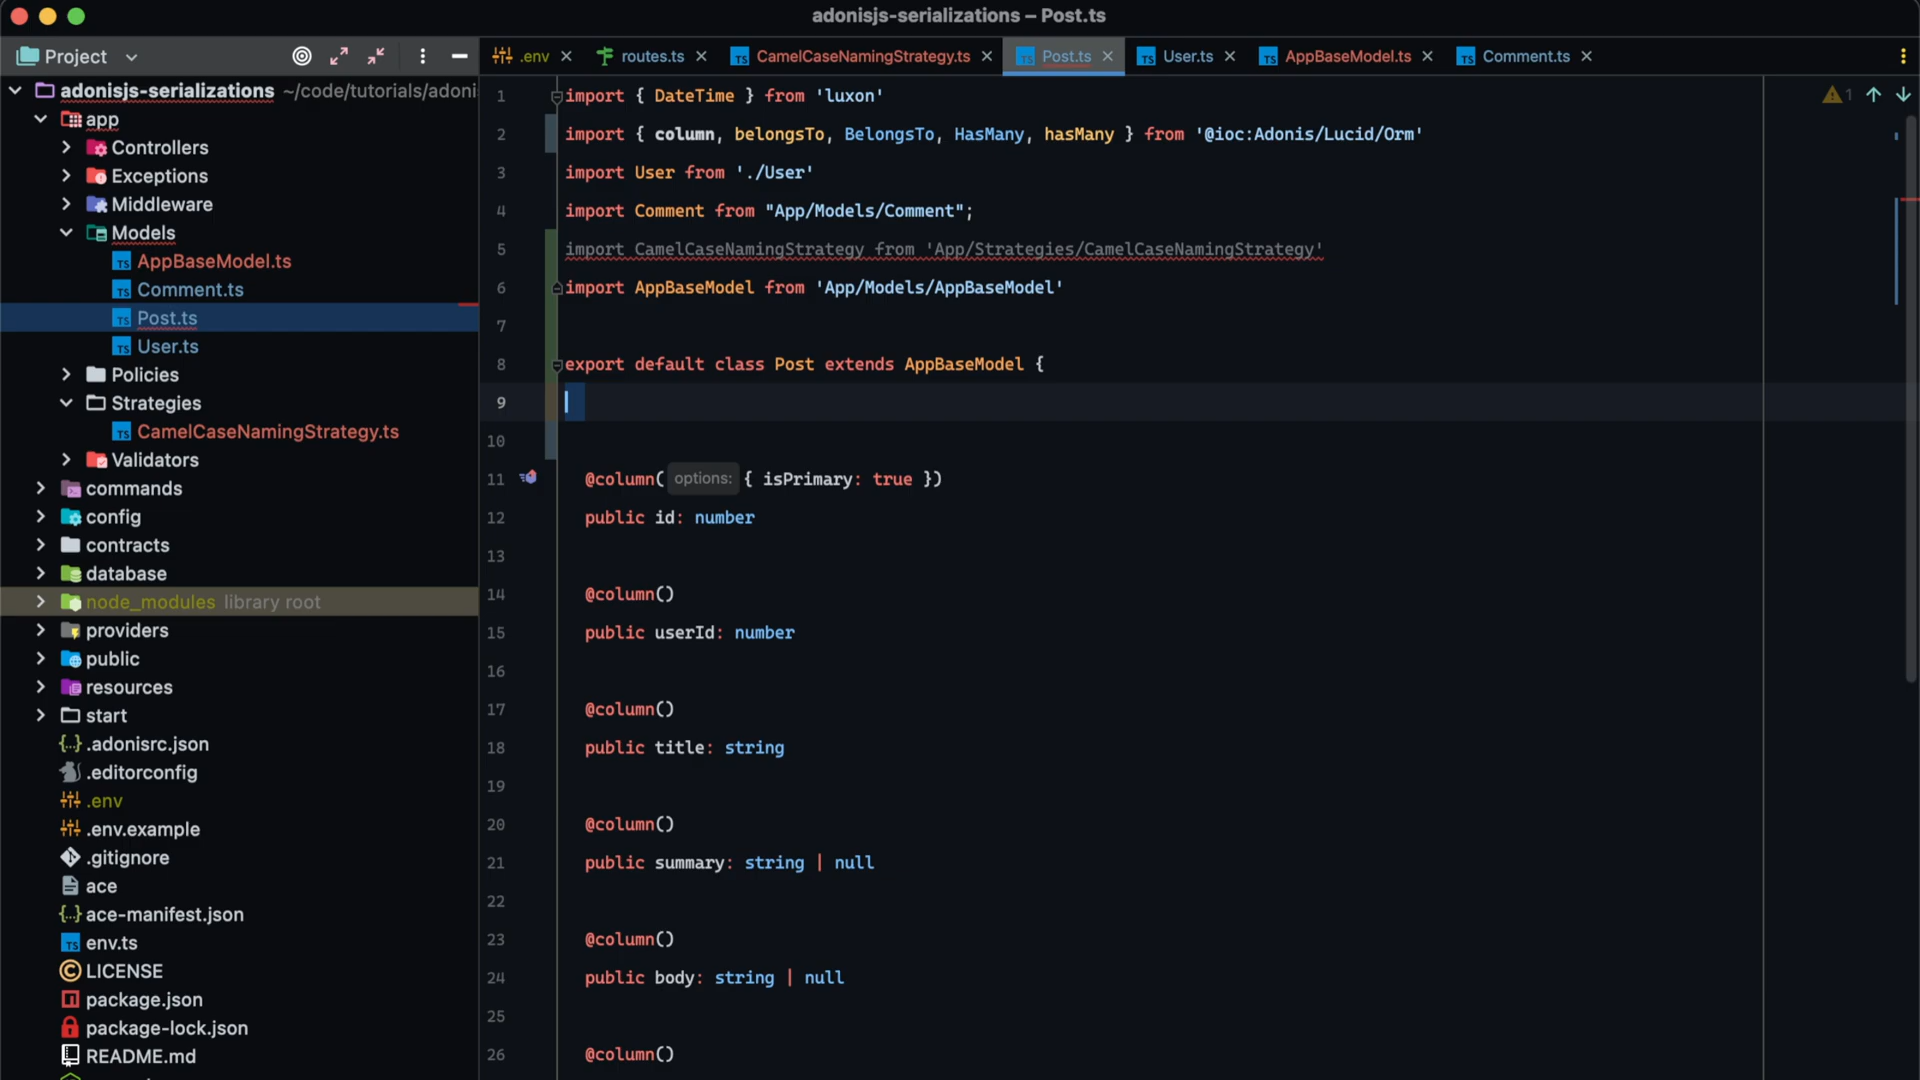 adonisjs-serializations – Post.ts
Project
.env
routes.ts
CamelCaseNamingStrategy.ts
Post.ts
User.ts
AppBaseModel.ts
Comment.ts
adonisjs-serializations ~/code/tutorials/adoni
app
Controllers
Exceptions
Middleware
Models
AppBaseModel.ts
Comment.ts
Post.ts
User.ts
Policies
Strategies
CamelCaseNamingStrategy.ts
Validators
commands
config
contracts
database
node_modules library root
providers
public
resources
start
.adonisrc.json
.editorconfig
.env
.env.example
.gitignore
ace
ace-manifest.json
env.ts
LICENSE
package.json
package-lock.json
README.md
1 import { DateTime } from 'luxon'
2 import { column, belongsTo, BelongsTo, HasMany, hasMany } from '@ioc:Adonis/Lucid/Orm'
3 import User from './User'
4 import Comment from "App/Models/Comment";
5 import CamelCaseNamingStrategy from 'App/Strategies/CamelCaseNamingStrategy'
6 import AppBaseModel from 'App/Models/AppBaseModel'
7
8 export default class Post extends AppBaseModel {
9
10
11 @column( options: { isPrimary: true })
12 public id: number
13
14 @column()
15 public userId: number
16
17 @column()
18 public title: string
19
20 @column()
21 public summary: string | null
22
23 @column()
24 public body: string | null
25
26 @column()
1